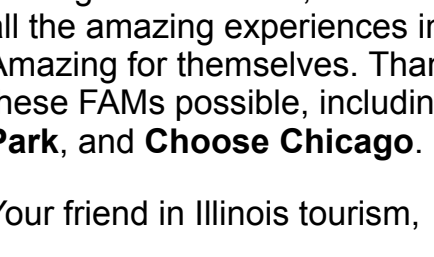 all the amazing experiences in
Amazing for themselves. Than
these FAMs possible, includin
Park, and Choose Chicago.
Your friend in Illinois tourism,